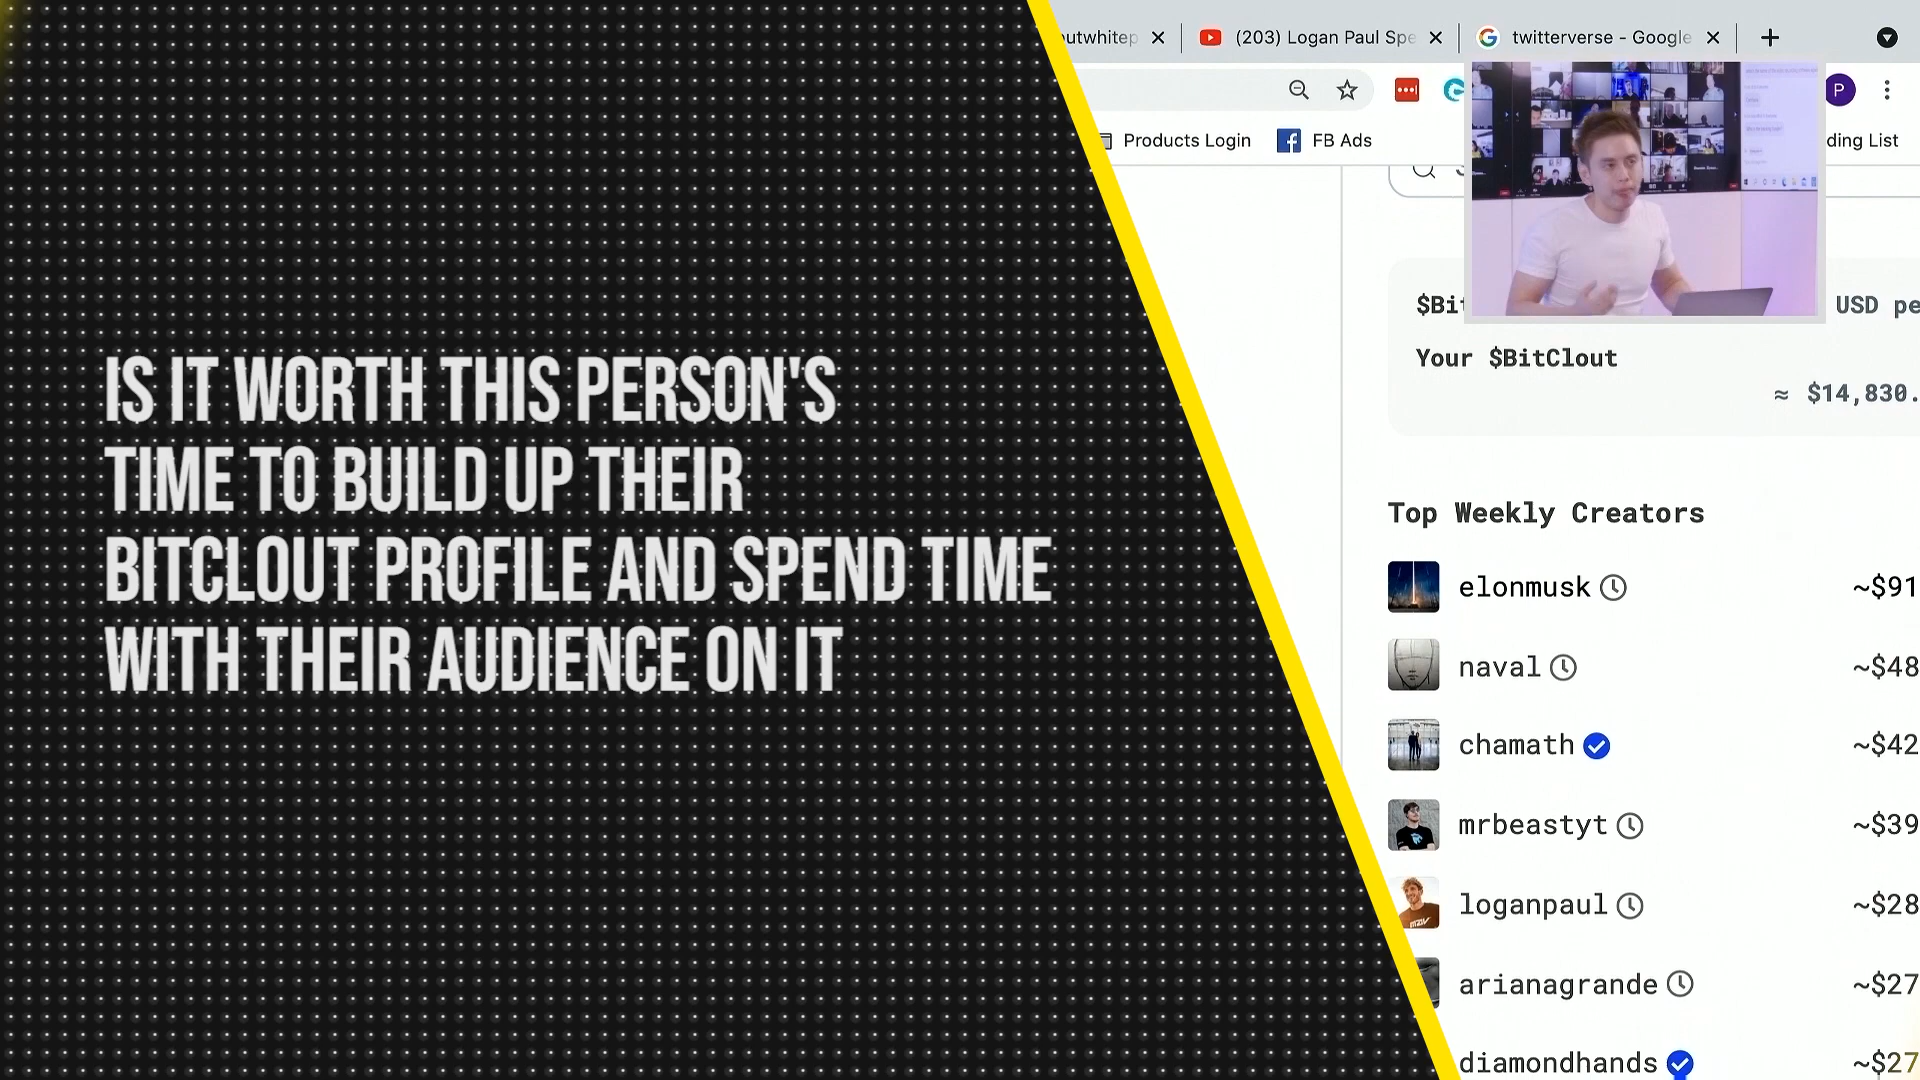 IS IT WORTH THIS PERSON'S
TIME TO BUILD UP THEIR
BITCLOUT PROFILE AND SPEND TIME
WITH THEIR AUDIENCE ON IT
(203) Logan Paul Spe
twitterverse - Google
P
Products Login
FB Ads
ding List
$Bit
USD pe
Your $BitClout
≈ $14,830.
Top Weekly Creators
elonmusk ~$91
naval ~$48
chamath ~$42
mrbeastyt ~$39
loganpaul ~$28
arianagrande ~$27
diamondhands ~$27